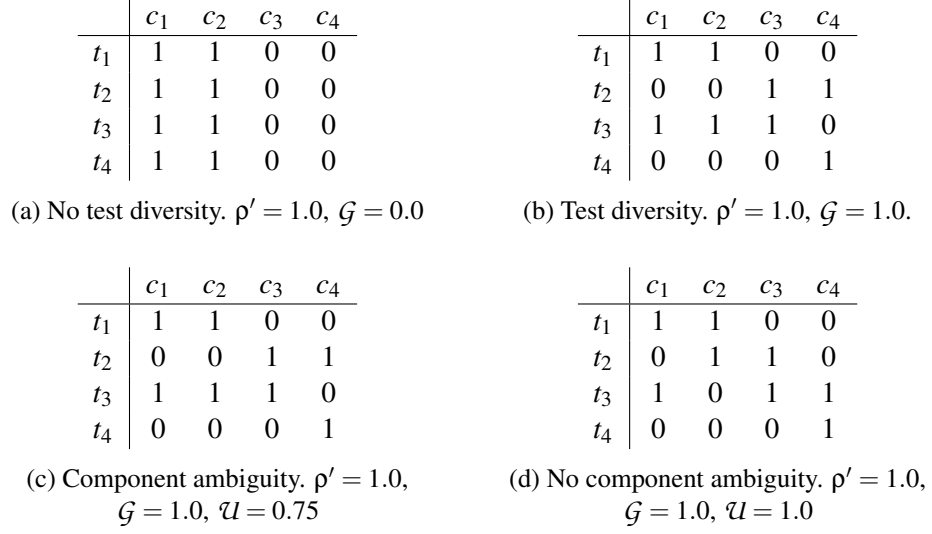 c1 c2 c3 c4
t1 1 1 0 0
t2 1 1 0 0
t3 1 1 0 0
t4 1 1 0 0
(a) No test diversity. ρ′ = 1.0, 𝒢 = 0.0
c1 c2 c3 c4
t1 1 1 0 0
t2 0 0 1 1
t3 1 1 1 0
t4 0 0 0 1
(b) Test diversity. ρ′ = 1.0, 𝒢 = 1.0.
c1 c2 c3 c4
t1 1 1 0 0
t2 0 0 1 1
t3 1 1 1 0
t4 0 0 0 1
(c) Component ambiguity. ρ′ = 1.0,
𝒢 = 1.0, 𝒰 = 0.75
c1 c2 c3 c4
t1 1 1 0 0
t2 0 1 1 0
t3 1 0 1 1
t4 0 0 0 1
(d) No component ambiguity. ρ′ = 1.0,
𝒢 = 1.0, 𝒰 = 1.0